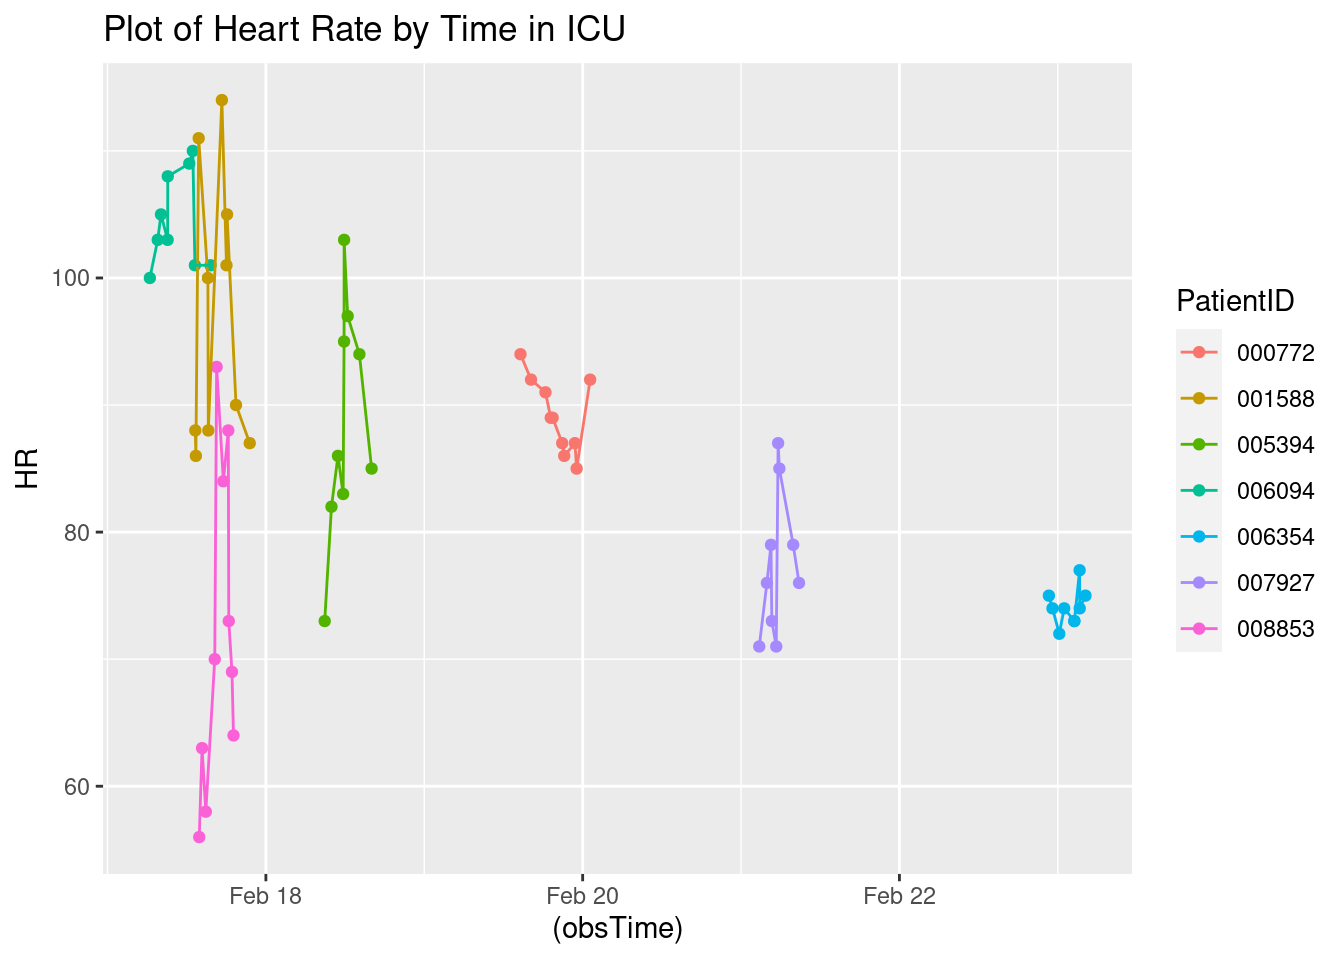 Plot of Heart Rate by Time in ICU
HR
100
80
60
Feb 18
Feb 20
Feb 22
(obsTime)
PatientID
000772
001588
005394
006094
006354
007927
008853